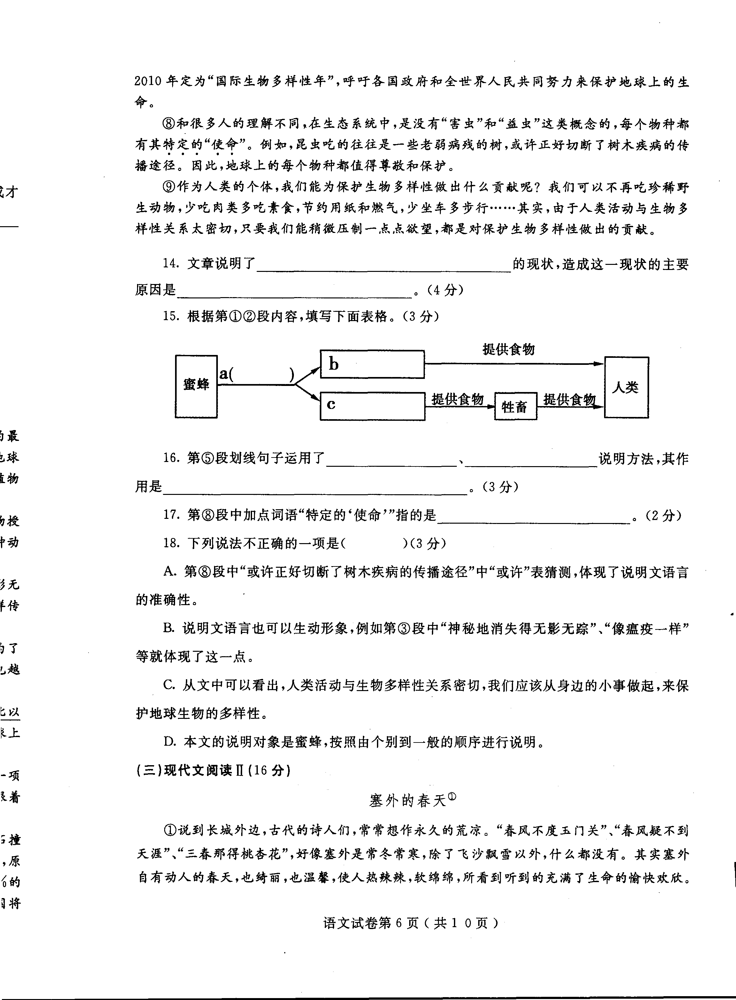 2010 年定为“国际生物多样性年”,呼吁各国政府和全世界人民共同努力来保护地球上的生
命。
⑧和很多人的理解不同,在生态系统中,是没有“害虫”和“益虫”这类概念的,每个物种都
有其特定的“使命”。例如,昆虫吃的往往是一些老弱病残的树,或许正好切断了树木疾病的传
播途径。因此,地球上的每个物种都值得尊敬和保护。
⑨作为人类的个体,我们能为保护生物多样性做出什么贡献呢? 我们可以不再吃珍稀野
生动物,少吃肉类多吃素食,节约用纸和燃气,少坐车多步行……其实,由于人类活动与生物多
样性关系太密切,只要我们能稍微压制一点点欲望,都是对保护生物多样性做出的贡献。
14. 文章说明了____的现状,造成这一现状的主要
原因是____。(4 分)
15. 根据第①②段内容,填写下面表格。(3 分)
提供食物
b
a( )
蜜蜂
人类
c
提供食物
牲畜
提供食物
16. 第⑤段划线句子运用了____、____说明方法,其作
用是____。(3 分)
17. 第⑧段中加点词语“特定的‘使命’”指的是____。(2 分)
18. 下列说法不正确的一项是( )(3 分)
A. 第⑧段中“或许正好切断了树木疾病的传播途径”中“或许”表猜测,体现了说明文语言
的准确性。
B. 说明文语言也可以生动形象,例如第③段中“神秘地消失得无影无踪”、“像瘟疫一样”
等就体现了这一点。
C. 从文中可以看出,人类活动与生物多样性关系密切,我们应该从身边的小事做起,来保
护地球生物的多样性。
D. 本文的说明对象是蜜蜂,按照由个别到一般的顺序进行说明。
(三)现代文阅读Ⅱ(16 分)
塞外的春天①
①说到长城外边,古代的诗人们,常常想作永久的荒凉。“春风不度玉门关”、“春风疑不到
天涯”、“三春那得桃杏花”,好像塞外是常冬常寒,除了飞沙飘雪以外,什么都没有。其实塞外
自有动人的春天,也绮丽,也温馨,使人热辣辣,软绵绵,所看到听到的充满了生命的愉快欢欣。
语文试卷第 6 页 ( 共 1 0 页 )
才
最
球
物
授
动
无
传
了
越
以
上
一项
着
撞
,原
%的
将